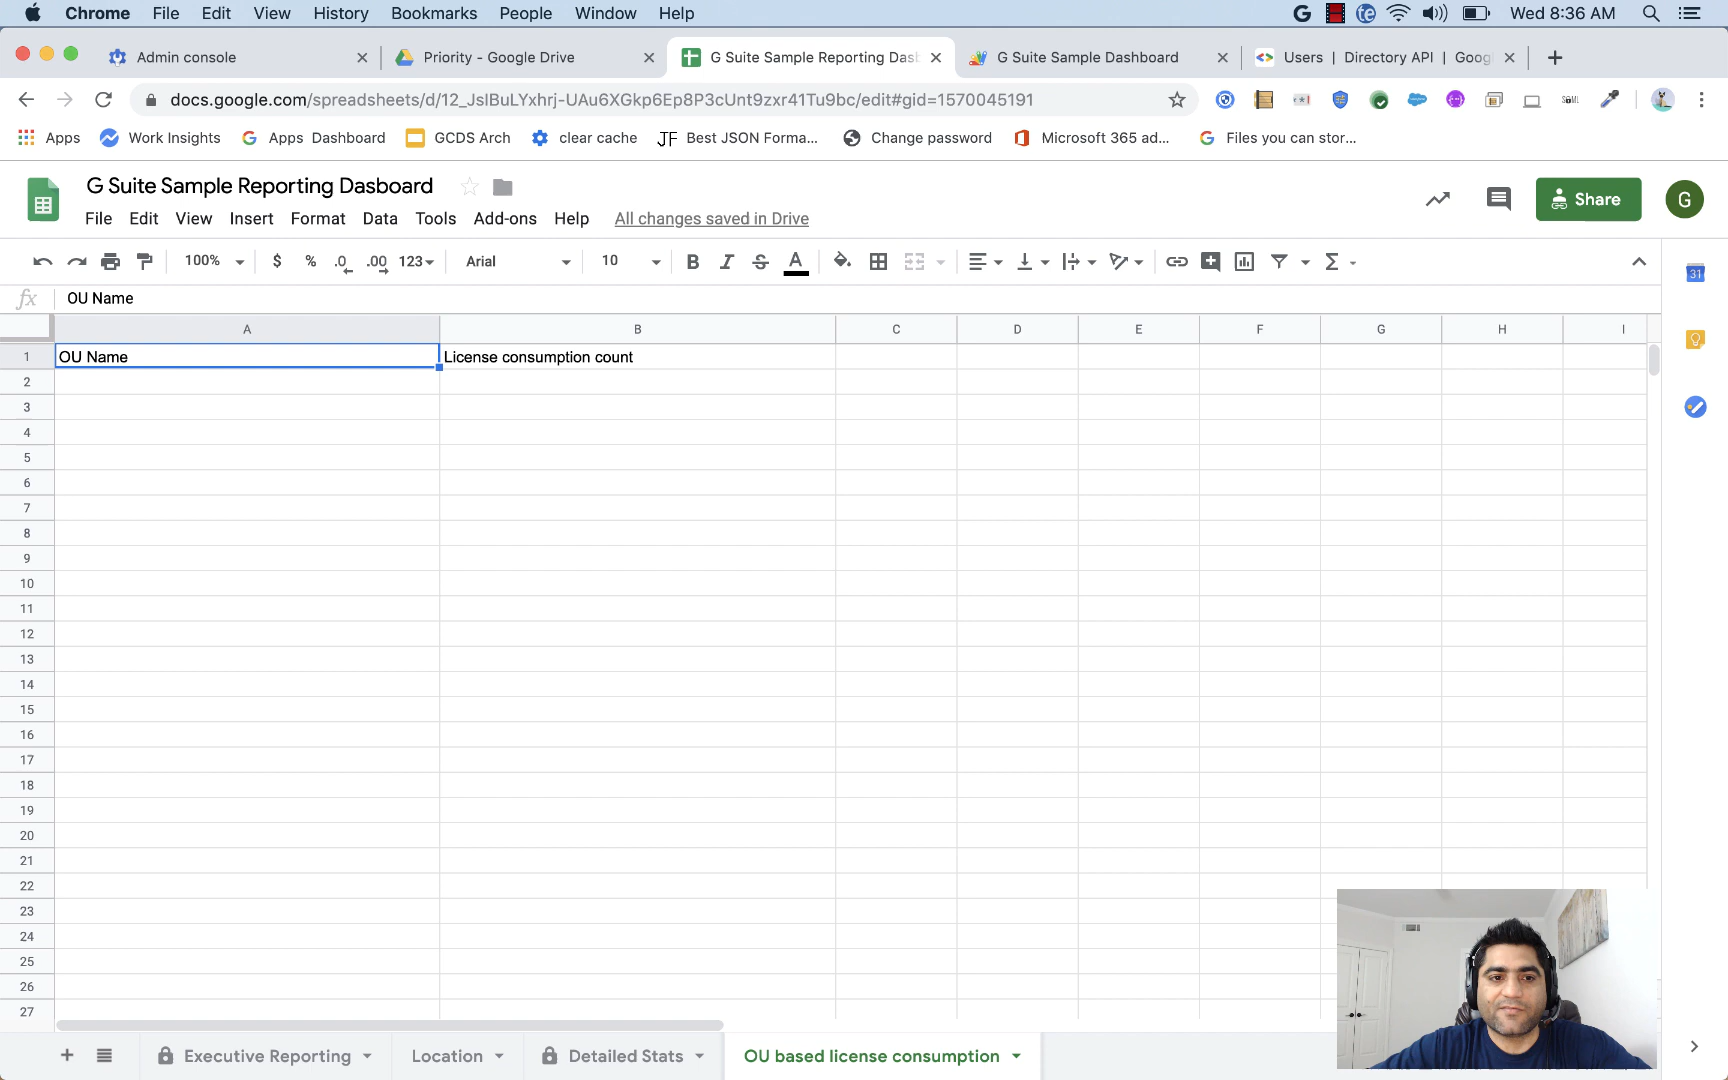 Chrome File Edit View History Bookmarks People Window Help G te Wed 8:36 AM
Admin console Priority - Google Drive G Suite Sample Reporting Das G Suite Sample Dashboard Users | Directory API | Goog
docs.google.com/spreadsheets/d/12_JsIBuLYxhrj-UAu6XGkp6Ep8P3cUnt9zxr41Tu9bc/edit#gid=1570045191
Apps Work Insights Apps Dashboard GCDS Arch clear cache JF Best JSON Forma... Change password Microsoft 365 ad... Files you can stor...
G Suite Sample Reporting Dasboard
Share G
File Edit View Insert Format Data Tools Add-ons Help All changes saved in Drive
100% $ % .0 .00 123 Arial 10 B I S A Σ
31
fx OU Name
A B C D E F G H I
1 OU Name License consumption count
2
3
4
5
6
7
8
9
10
11
12
13
14
15
16
17
18
19
20
21
22
23
24
25
26
27
+ Executive Reporting Location Detailed Stats OU based license consumption